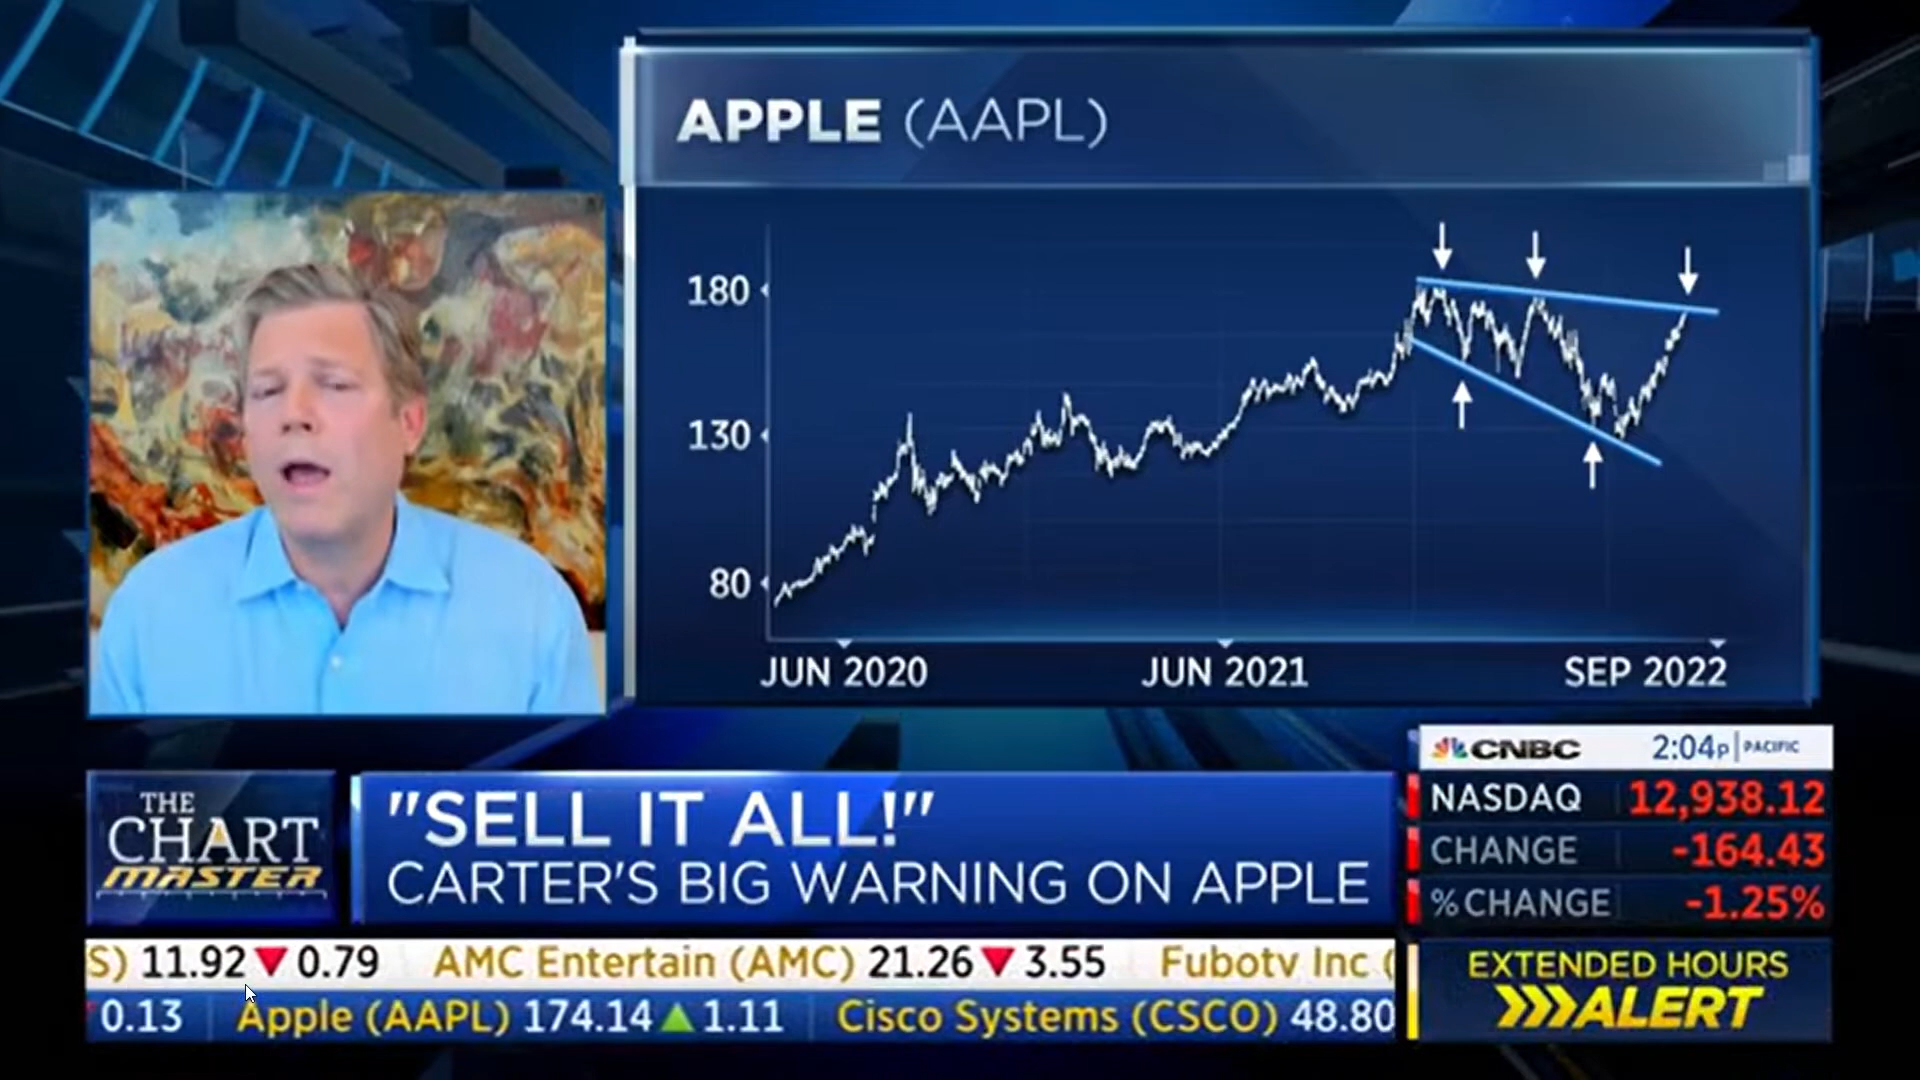 APPLE (AAPL)
180
130
80
JUN 2020
JUN 2021
SEP 2022
CNBC 2:04P PACIFIC
NASDAQ 12,938.12
CHANGE -164.43
% CHANGE -1.25%
THE
CHART
MASTER
"SELL IT ALL!"
CARTER'S BIG WARNING ON APPLE
S) 11.92 ▼ 0.79 AMC Entertain (AMC) 21.26 ▼ 3.55 Fubotv Inc (
0.13 Apple (AAPL) 174.14 ▲ 1.11 Cisco Systems (CSCO) 48.80
EXTENDED HOURS
ALERT